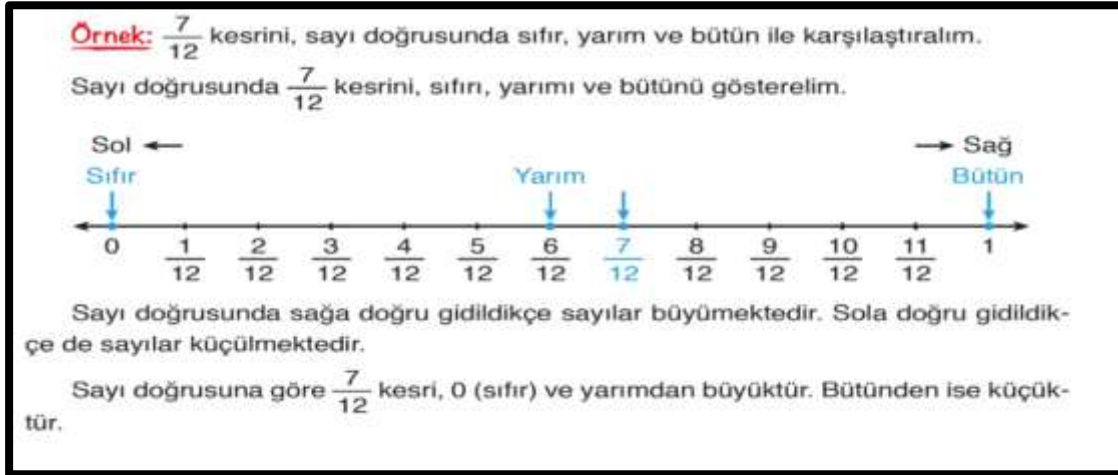 Örnek: 7/12 kesrini, sayı doğrusunda sıfır, yarım ve bütün ile karşılaştıralım.
Sayı doğrusunda 7/12 kesrini, sıfırı, yarımı ve bütünü gösterelim.
Sol Sağ
Sıfır Yarım Bütün
0 1/12 2/12 3/12 4/12 5/12 6/12 7/12 8/12 9/12 10/12 11/12 1
Sayı doğrusunda sağa doğru gidildikçe sayılar büyümektedir. Sola doğru gidildik-
çe de sayılar küçülmektedir.
Sayı doğrusuna göre 7/12 kesri, 0 (sıfır) ve yarımdan büyüktür. Bütünden ise küçük-
tür.